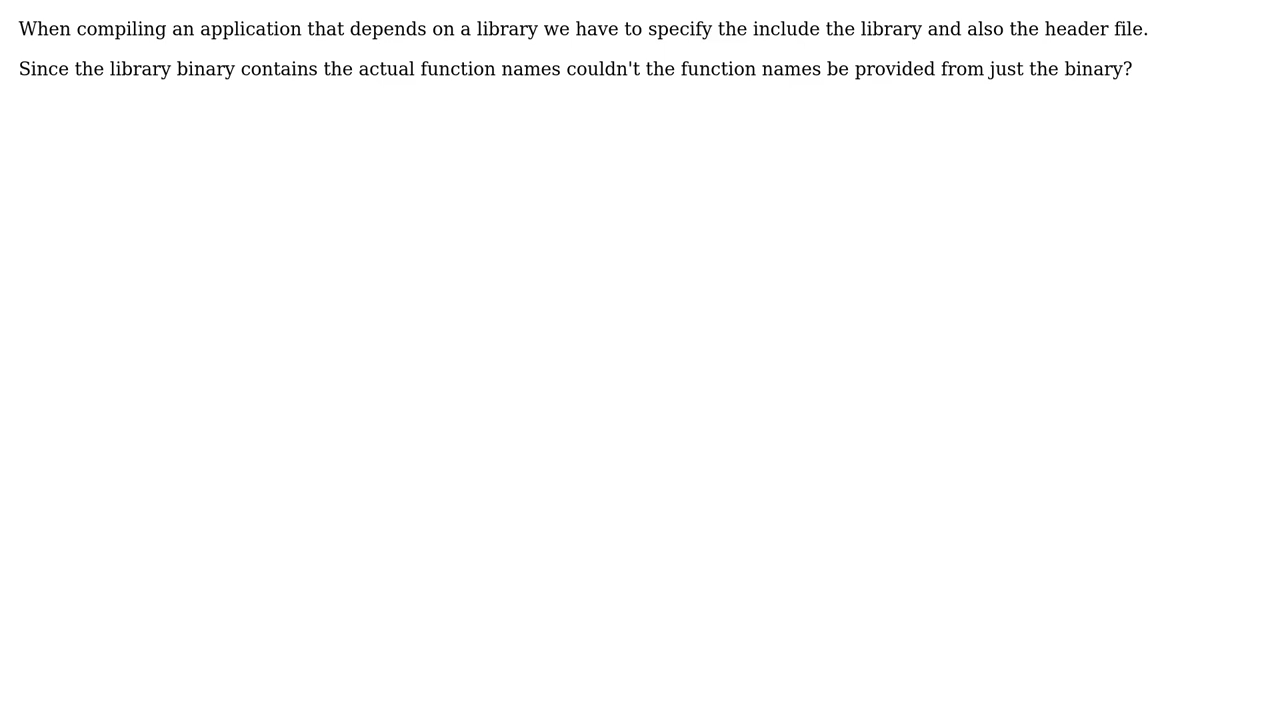 When compiling an application that depends on a library we have to specify the include the library and also the header file.
Since the library binary contains the actual function names couldn't the function names be provided from just the binary?